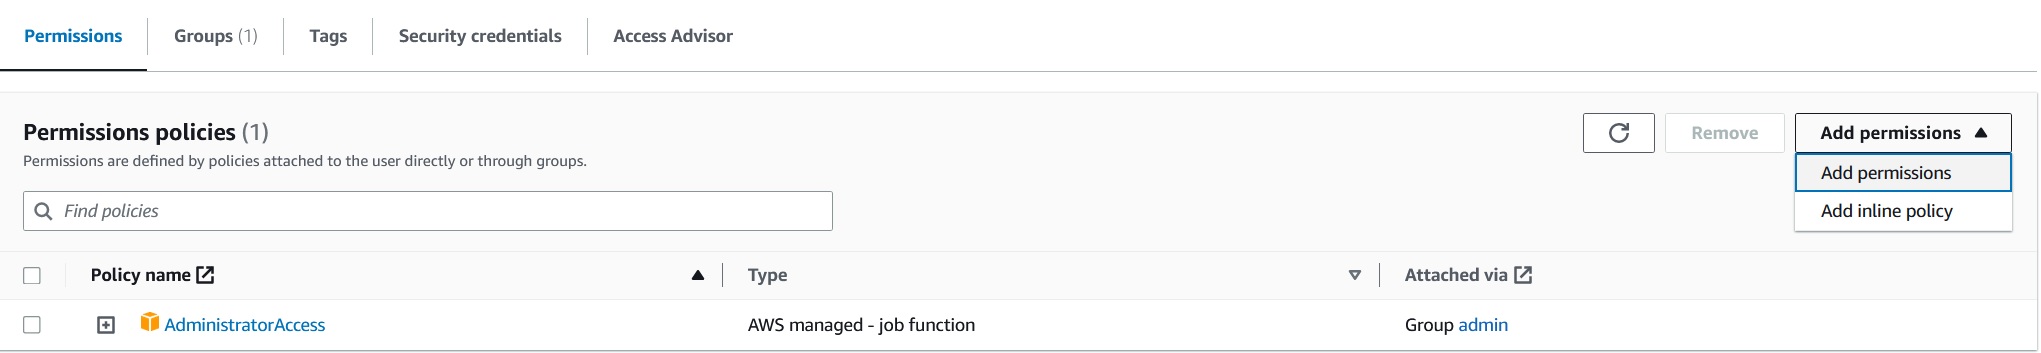 Permissions
Groups (1)
Tags
Security credentials
Access Advisor
Permissions policies (1)
Permissions are defined by policies attached to the user directly or through groups.
Remove
Add permissions
Add permissions
Add inline policy
Find policies
Policy name
Type
Attached via
AdministratorAccess
AWS managed - job function
Group admin